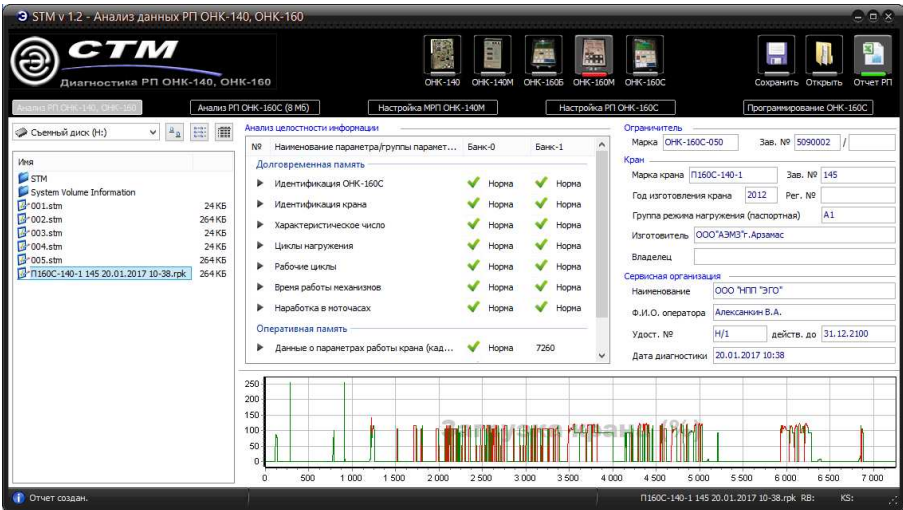 STM v 1.2 - Анализ данных РП ОНК-140, ОНК-160
СТМ
Диагностика РП ОНК-140, ОНК-160
ОНК-140 ОНК-140М ОНК-160Б ОНК-160М ОНК-160С
Сохранить Открыть Отчет РП
Анализ РП ОНК-140, ОНК-160
Анализ РП ОНК-160С (8 Мб)
Настройка МРП ОНК-140М
Настройка РП ОНК-160С
Программирование ОНК-160С
Съемный диск (H:)
Имя
STM
System Volume Information
001.stm 24 КБ
002.stm 264 КБ
003.stm 24 КБ
004.stm 24 КБ
005.stm 264 КБ
П160С-140-1 145 20.01.2017 10-38.rpk 264 КБ
Анализ целостности информации
№ Наименование параметра/группы парамет... Банк-0 Банк-1
Долговременная память
Идентификация ОНК-160С Норма Норма
Идентификация крана Норма Норма
Характеристическое число Норма Норма
Циклы нагружения Норма Норма
Рабочие циклы Норма Норма
Время работы механизмов Норма Норма
Наработка в моточасах Норма Норма
Оперативная память
Данные о параметрах работы крана (кад... Норма 7260
Ограничитель
Марка ОНК-160С-050 Зав. № 5090002 /
Кран
Марка крана П160С-140-1 Зав. № 145
Год изготовления крана 2012 Рег. №
Группа режима нагружения (паспортная) А1
Изготовитель ООО"АЭМЗ"г.Арзамас
Владелец
Сервисная организация
Наименование ООО "НПП "ЭГО"
Ф.И.О. оператора Алексанкин В.А.
Удост. № Н/1 действ. до 31.12.2100
Дата диагностики 20.01.2017 10:38
Загрузка крана (%)
250
200
150
100
50
0
0 500 1 000 1 500 2 000 2 500 3 000 3 500 4 000 4 500 5 000 5 500 6 000 6 500 7 000
Отчет создан.
П160С-140-1 145 20.01.2017 10-38.rpk RB: KS: